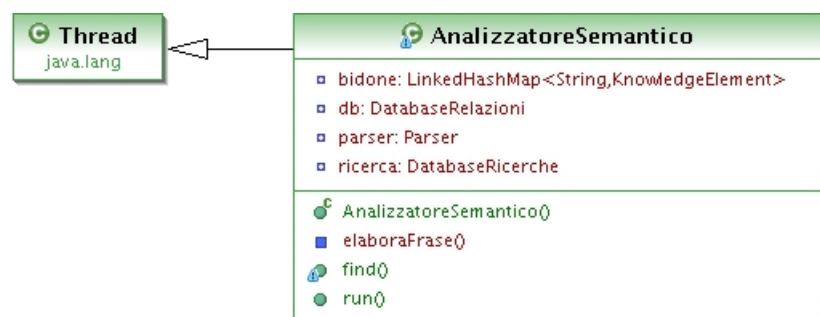 Thread
java.lang
AnalizzatoreSemantico
bidone: LinkedHashMap<String,KnowledgeElement>
db: DatabaseRelazioni
parser: Parser
ricerca: DatabaseRicerche
AnalizzatoreSemantico()
elaboraFrase()
find()
run()